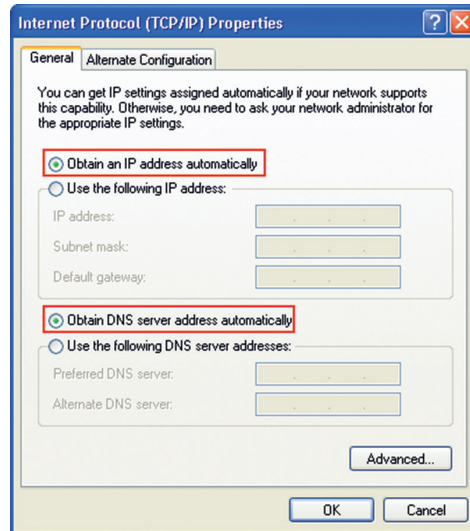 Internet Protocol (TCP/IP) Properties
General
Alternate Configuration
You can get IP settings assigned automatically if your network supports
this capability. Otherwise, you need to ask your network administrator for
the appropriate IP settings.
Obtain an IP address automatically
Use the following IP address:
IP address:
Subnet mask:
Default gateway:
Obtain DNS server address automatically
Use the following DNS server addresses:
Preferred DNS server:
Alternate DNS server:
Advanced...
OK
Cancel